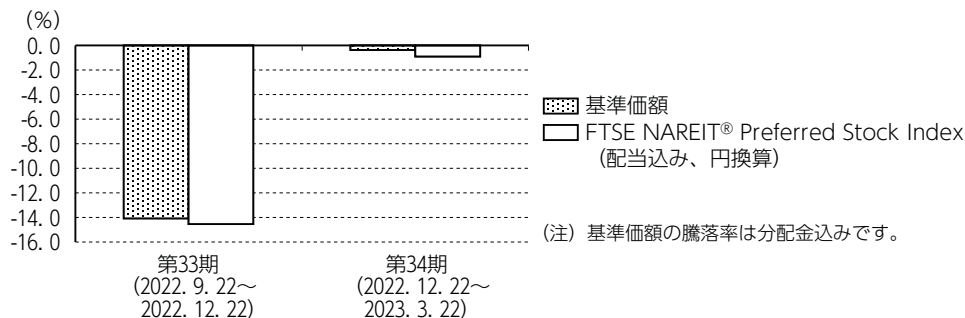 (%)
0. 0
-2. 0
-4. 0
-6. 0
-8. 0
-10. 0
-12. 0
-14. 0
-16. 0
第33期
(2022. 9. 22～
2022. 12. 22)
第34期
(2022. 12. 22～
2023. 3. 22)
基準価額
FTSE NAREIT® Preferred Stock Index
(配当込み、円換算)
(注) 基準価額の騰落率は分配金込みです。